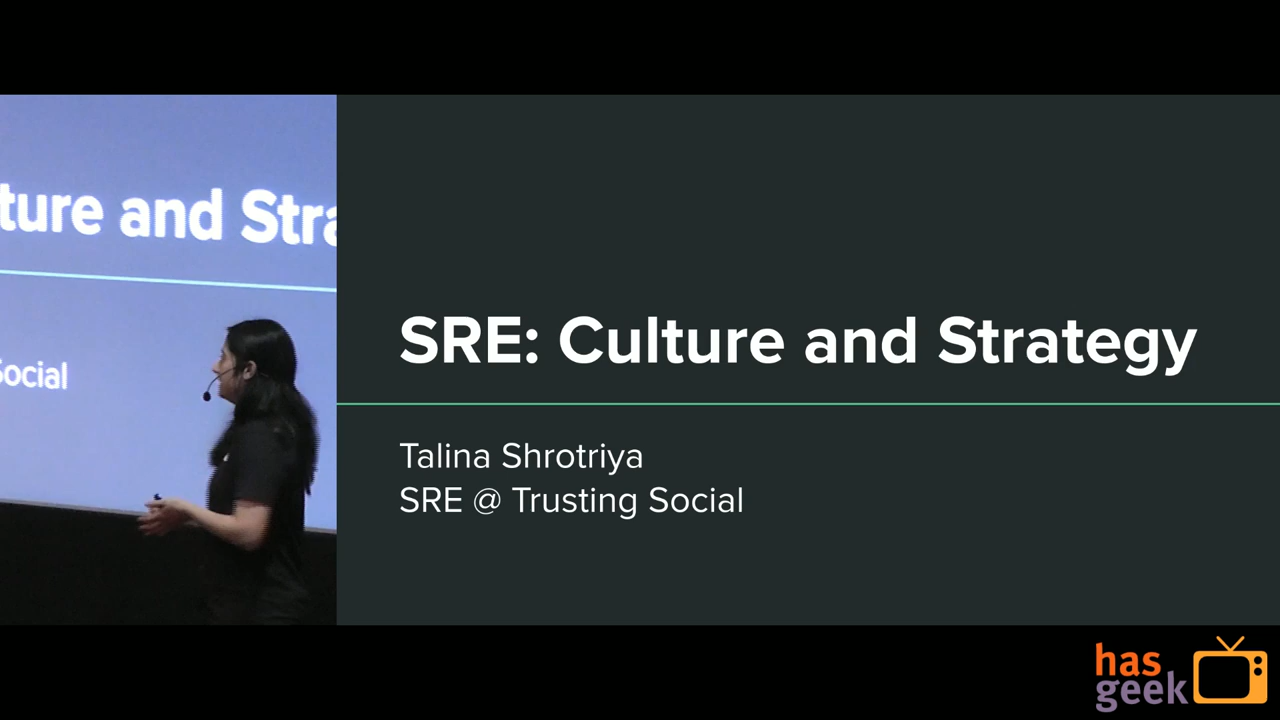 ture and Stra
Social
SRE: Culture and Strategy
Talina Shrotriya
SRE @ Trusting Social
has
geek